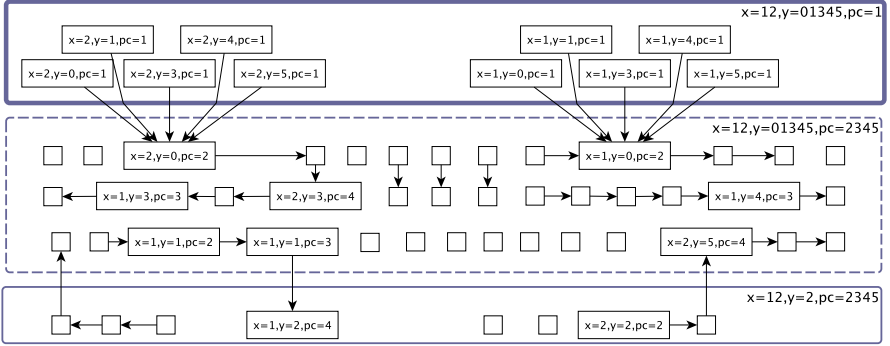 x=12,y=01345,pc=1
x=2,y=1,pc=1
x=2,y=4,pc=1
x=1,y=1,pc=1
x=1,y=4,pc=1
x=2,y=0,pc=1
x=2,y=3,pc=1
x=2,y=5,pc=1
x=1,y=0,pc=1
x=1,y=3,pc=1
x=1,y=5,pc=1
x=12,y=01345,pc=2345
x=2,y=0,pc=2
x=1,y=0,pc=2
x=1,y=3,pc=3
x=2,y=3,pc=4
x=1,y=4,pc=3
x=1,y=1,pc=2
x=1,y=1,pc=3
x=2,y=5,pc=4
x=12,y=2,pc=2345
x=1,y=2,pc=4
x=2,y=2,pc=2